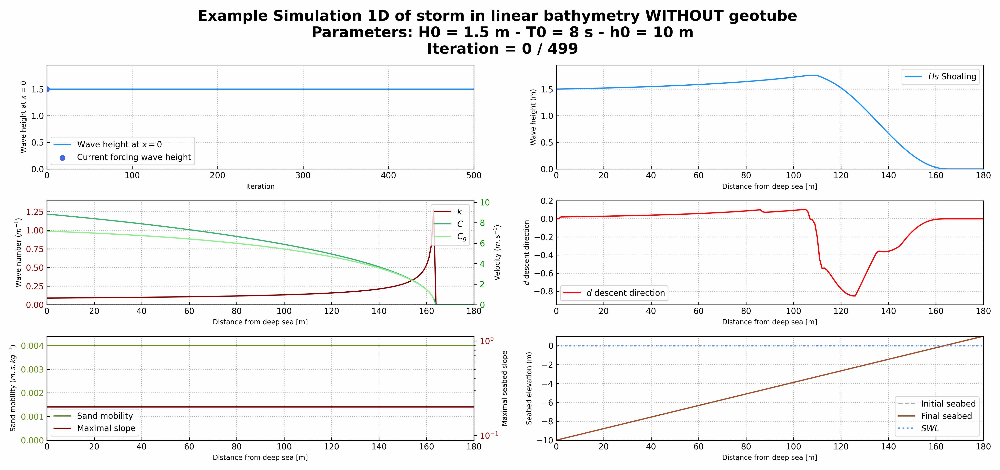 Example Simulation 1D of storm in linear bathymetry WITHOUT geotube
Parameters: H0 = 1.5 m - T0 = 8 s - h0 = 10 m
Iteration = 0 / 499
Wave height at x = 0
1.5
1.0
0.5
0.0
Wave height at x = 0
Current forcing wave height
0 100 200 300 400 500
Iteration
Wave height (m)
1.5
1.0
0.5
0.0
Hs Shoaling
0 20 40 60 80 100 120 140 160 180
Distance from deep sea [m]
Wave number (m⁻¹)
1.25
1.00
0.75
0.50
0.25
0.00
k
C
C_g
10
8
6
4
2
0
Velocity (m.s⁻¹)
0 20 40 60 80 100 120 140 160 180
Distance from deep sea [m]
d descent direction
0.2
0.0
−0.2
−0.4
−0.6
−0.8
d descent direction
0 20 40 60 80 100 120 140 160 180
Distance from deep sea [m]
Sand mobility (m.s.kg⁻¹)
0.004
0.003
0.002
0.001
0.000
Sand mobility
Maximal slope
10⁰
10⁻¹
Maximal seabed slope
0 20 40 60 80 100 120 140 160 180
Distance from deep sea [m]
Seabed elevation (m)
0
−2
−4
−6
−8
−10
Initial seabed
Final seabed
SWL
0 20 40 60 80 100 120 140 160 180
Distance from deep sea [m]